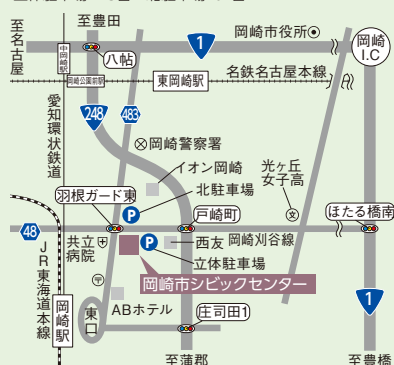 至豊田
至名古屋
中岡崎駅
八帖
1
岡崎市役所
岡崎I.C
岡崎公園前駅
東岡崎駅
名鉄名古屋本線
愛知環状鉄道
248
483
岡崎警察署
イオン岡崎
光ヶ丘女子高
文
羽根ガード東
P
北駐車場
戸崎町
ほたる橋南
48
共立病院
P
西友
岡崎刈谷線
立体駐車場
JR東海道本線
岡崎市シビックセンター
岡崎駅
東口
ABホテル
庄司田1
1
至蒲郡
至豊橋